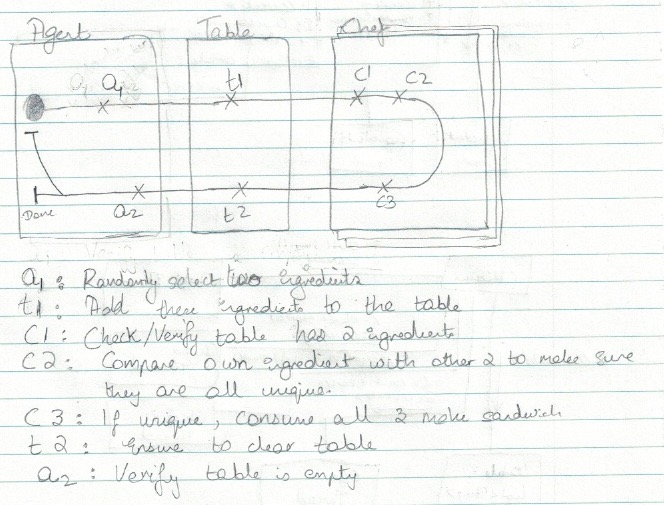 Agent Table Chef
a1 t1 C1 C2
Done a2 t2 C3
a1 : Randomly select two ingredients
t1 : Add these ingredients to the table
C1 : Check/Verify table has 2 ingredients
C2 : Compare own ingredient with other 2 to make sure
they are all unique.
C3 : If unique, consume all 3 make sandwich
t2 : Ensure to clear table
a2 : Verify table is empty